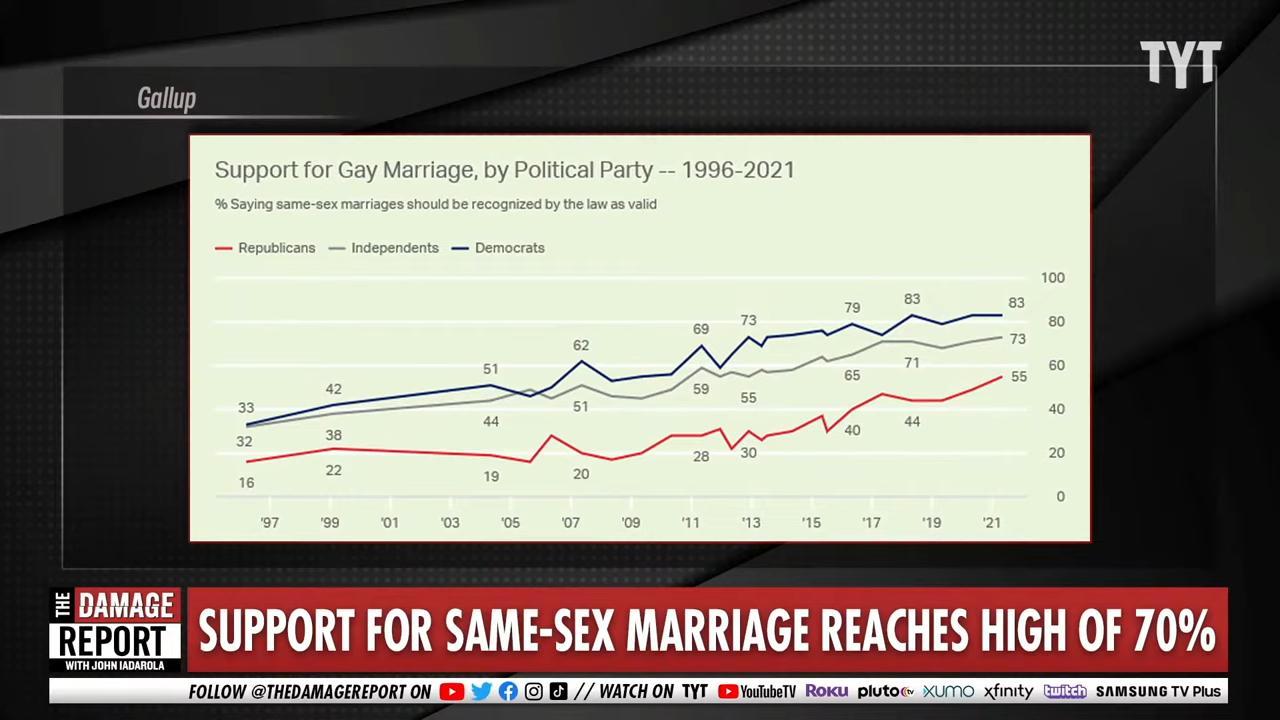 TYT
Gallup
Support for Gay Marriage, by Political Party -- 1996-2021
% Saying same-sex marriages should be recognized by the law as valid
Republicans Independents Democrats
100
80
60
40
20
0
33 42 51 62 69 73 79 83 83
32 38 44 51 59 55 65 71 73
16 22 19 20 28 30 40 44 55
'97 '99 '01 '03 '05 '07 '09 '11 '13 '15 '17 '19 '21
THE DAMAGE REPORT
WITH JOHN IADAROLA
SUPPORT FOR SAME-SEX MARRIAGE REACHES HIGH OF 70%
FOLLOW @THEDAMAGEREPORT ON // WATCH ON TYT YouTubeTV Roku pluto tv XUMO xfinity twitch SAMSUNG TV Plus